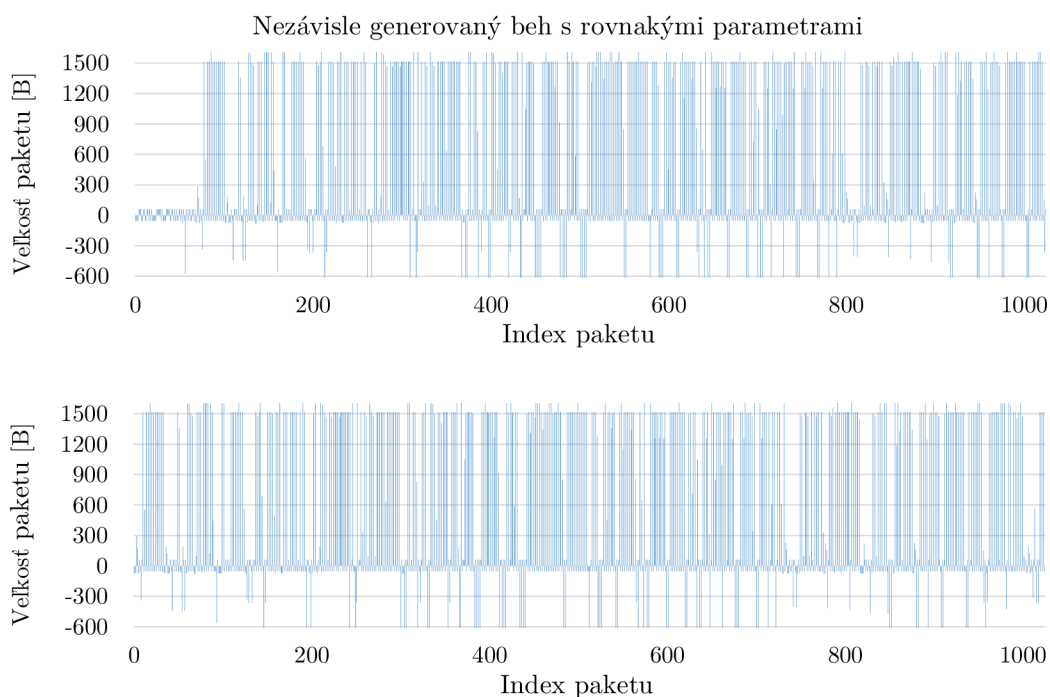 Nezávisle generovaný beh s rovnakými parametrami
Veľkosť paketu [B]
1500
1200
900
600
300
0
-300
-600
0 200 400 600 800 1000
Index paketu
Veľkosť paketu [B]
1500
1200
900
600
300
0
-300
-600
0 200 400 600 800 1000
Index paketu